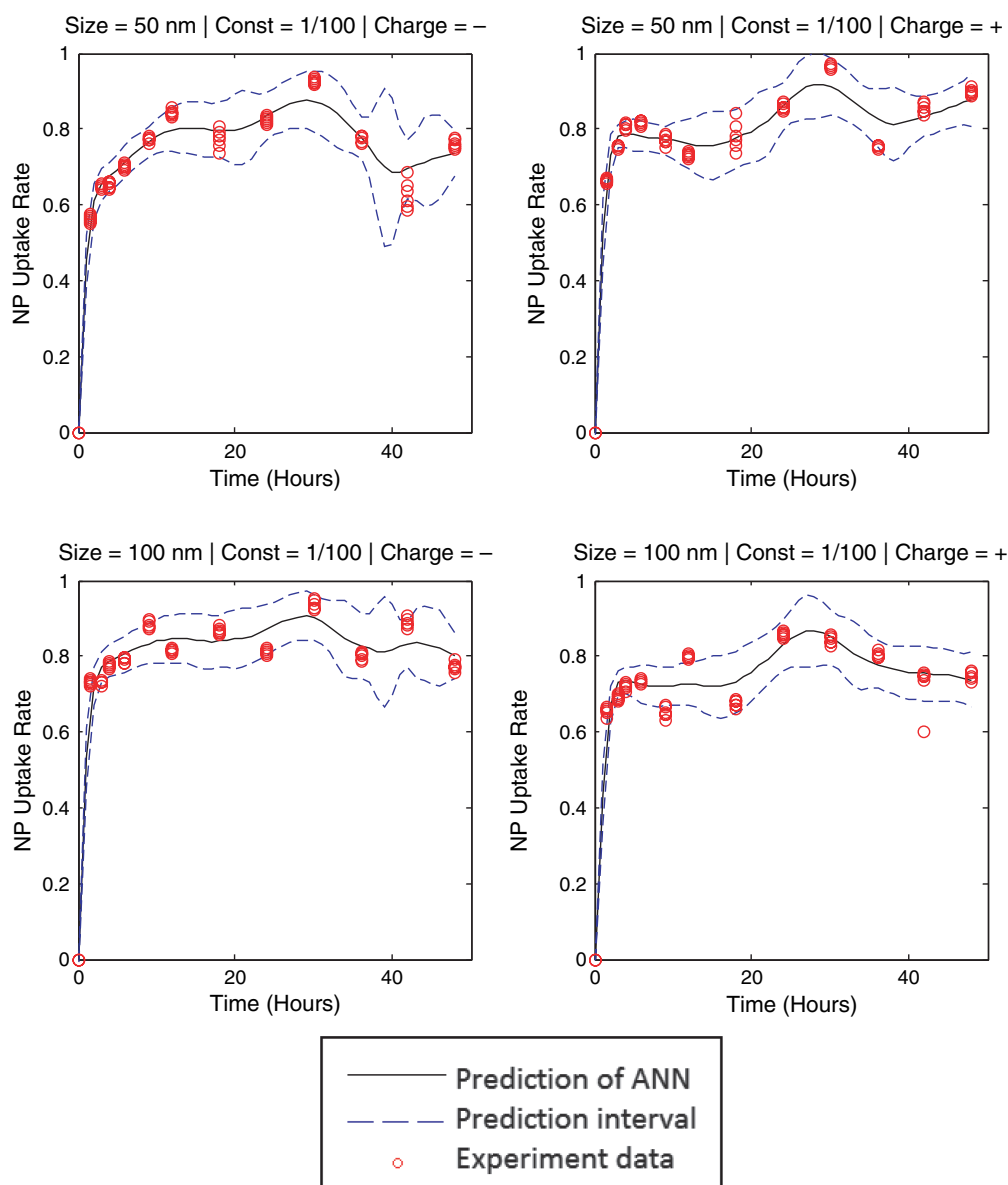 Size = 50 nm | Const = 1/100 | Charge = –
Size = 50 nm | Const = 1/100 | Charge = +
1
0.8
0.6
0.4
0.2
0
NP Uptake Rate
0
20
40
Time (Hours)
1
0.8
0.6
0.4
0.2
0
NP Uptake Rate
0
20
40
Time (Hours)
Size = 100 nm | Const = 1/100 | Charge = –
Size = 100 nm | Const = 1/100 | Charge = +
1
0.8
0.6
0.4
0.2
0
NP Uptake Rate
0
20
40
Time (Hours)
1
0.8
0.6
0.4
0.2
0
NP Uptake Rate
0
20
40
Time (Hours)
Prediction of ANN
Prediction interval
Experiment data